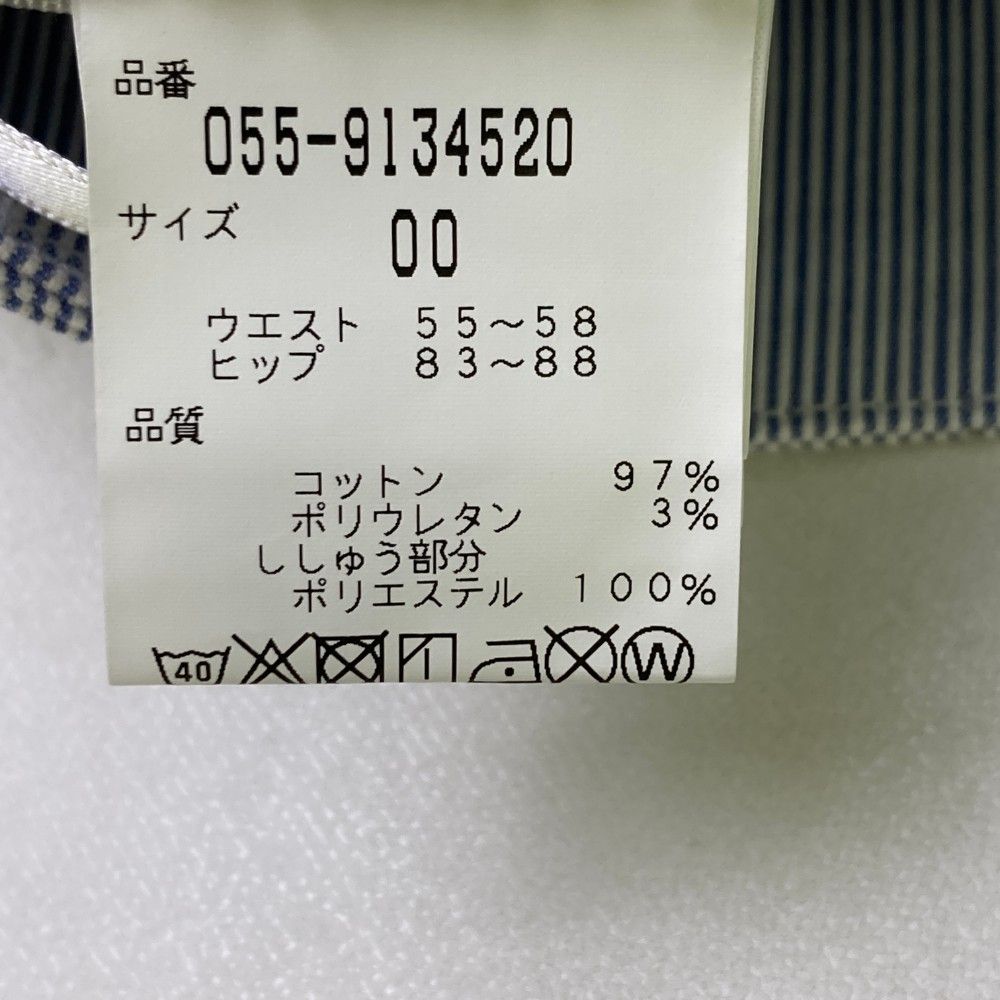 品番
055-9134520
サイズ
00
ウエスト 55～58
ヒップ 83～88
品質
コットン 97%
ポリウレタン 3%
ししゅう部分
ポリエステル 100%
40 W